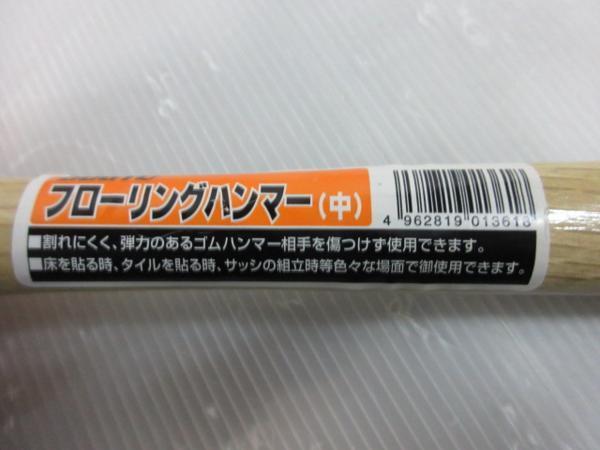 フローリングハンマー(中)
4 962819 013618
■割れにくく、弾力のあるゴムハンマー相手を傷つけず使用できます。
■床を貼る時、タイルを貼る時、サッシの組立時等色々な場面で御使用できます。